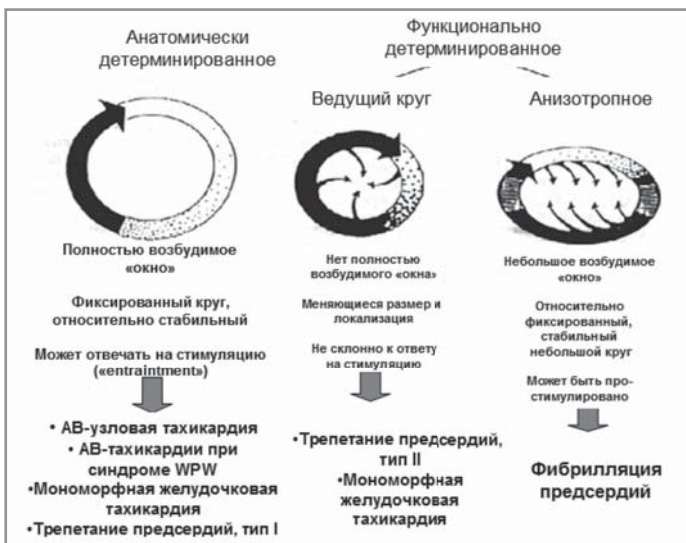 Анатомически
детерминированное
Функционально
детерминированное
Ведущий круг
Анизотропное
Полностью возбудимое
«окно»
Фиксированный круг,
относительно стабильный
Может отвечать на стимуляцию
(«entraintment»)
• АВ-узловая тахикардия
• АВ-тахикардии при
синдроме WPW
•Мономорфная желудочковая
тахикардия
•Трепетание предсердий, тип I
Нет полностью
возбудимого «окна»
Меняющиеся размер и
локализация
Не склонно к ответу
на стимуляцию
•Трепетание предсердий,
тип II
•Мономорфная
желудочковая
тахикардия
Небольшое возбудимое
«окно»
Относительно
фиксированный,
стабильный
небольшой круг
Может быть про-
стимулировано
Фибрилляция
предсердий